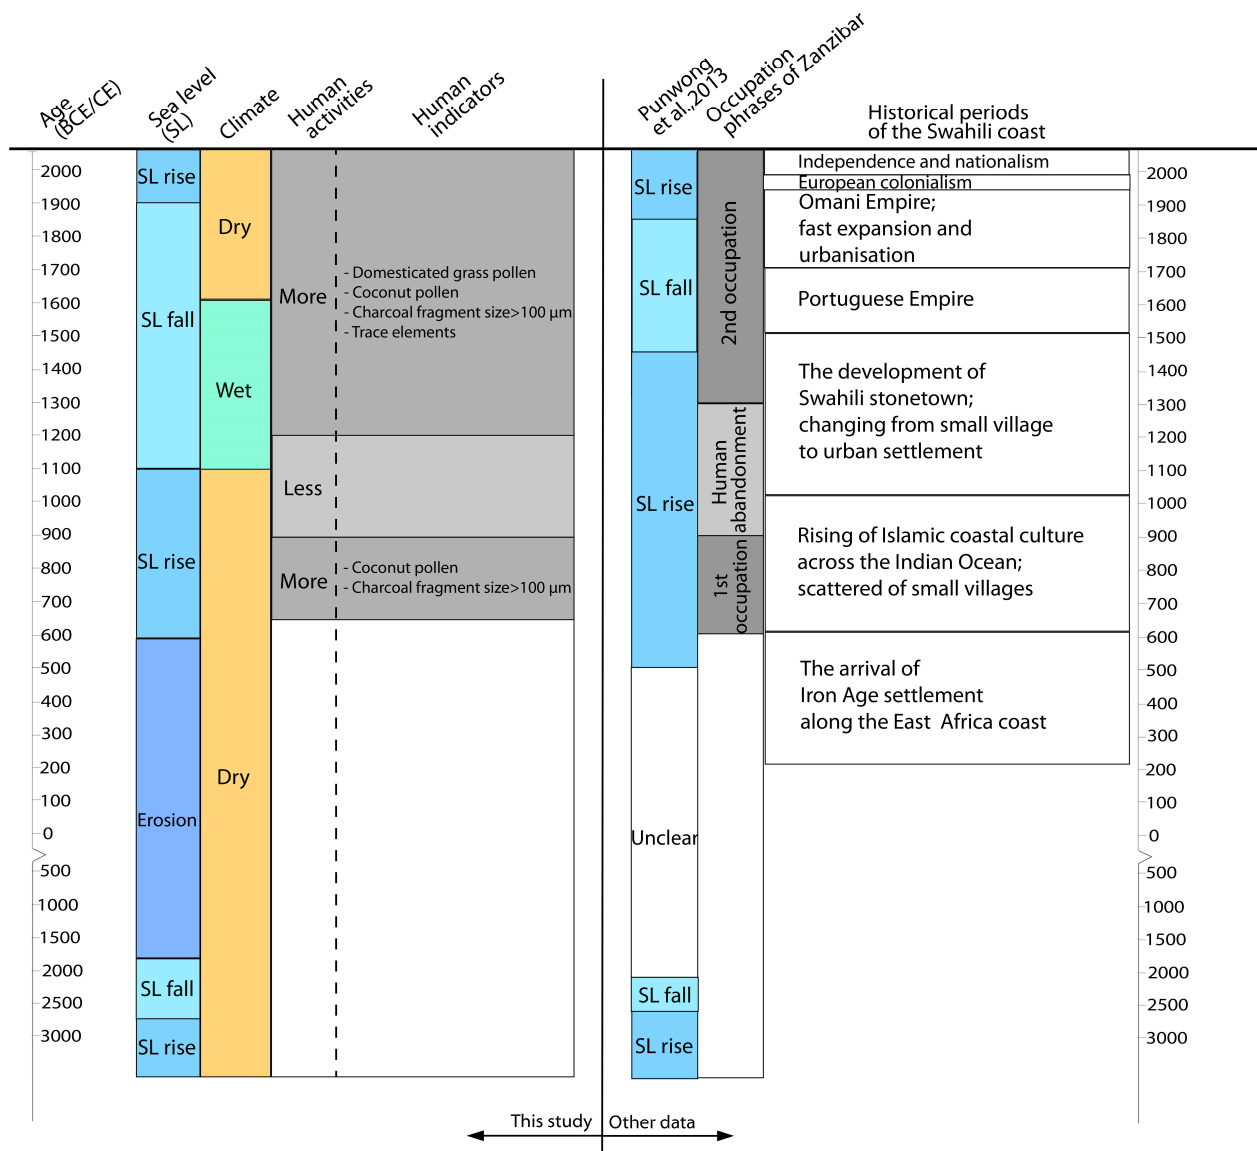 Age
(BCE/CE)
Sea level
(SL)
Climate
Human
activities
Human
indicators
Punwong
et al.,2013
Occupation
phrases of Zanzibar
Historical periods
of the Swahili coast
2000
1900
1800
1700
1600
1500
1400
1300
1200
1100
1000
900
800
700
600
500
400
300
200
100
0
500
1000
1500
2000
2500
3000
SL rise
SL fall
SL rise
Erosion
SL fall
SL rise
Dry
Wet
Dry
More
Less
More
- Domesticated grass pollen
- Coconut pollen
- Charcoal fragment size>100 µm
- Trace elements
- Coconut pollen
- Charcoal fragment size>100 µm
SL rise
SL fall
SL rise
Unclear
SL fall
SL rise
2nd occupation
Human
abandonment
1st
occupation
Independence and nationalism
European colonialism
Omani Empire;
fast expansion and
urbanisation
Portuguese Empire
The development of
Swahili stonetown;
changing from small village
to urban settlement
Rising of Islamic coastal culture
across the Indian Ocean;
scattered of small villages
The arrival of
Iron Age settlement
along the East Africa coast
2000
1900
1800
1700
1600
1500
1400
1300
1200
1100
1000
900
800
700
600
500
400
300
200
100
0
500
1000
1500
2000
2500
3000
This study
Other data